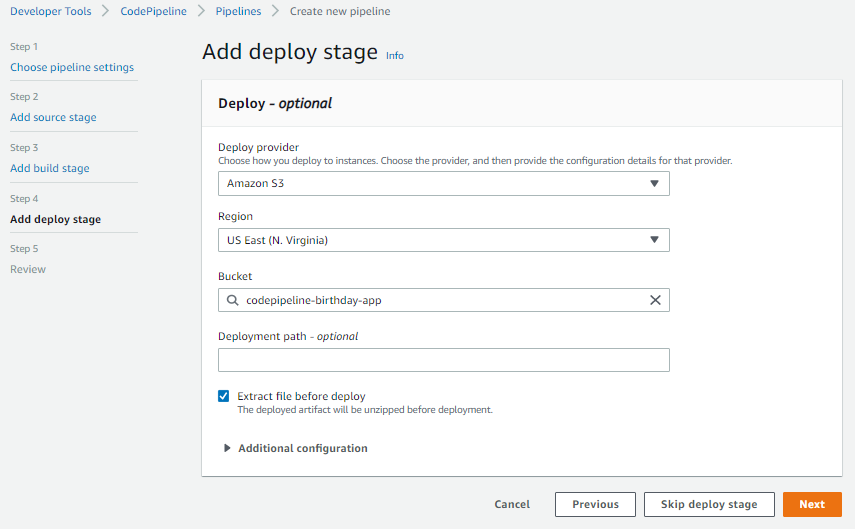 Developer Tools > CodePipeline > Pipelines > Create new pipeline
Step 1
Choose pipeline settings
Step 2
Add source stage
Step 3
Add build stage
Step 4
Add deploy stage
Step 5
Review
Add deploy stage Info
Deploy - optional
Deploy provider
Choose how you deploy to instances. Choose the provider, and then provide the configuration details for that provider.
Amazon S3
Region
US East (N. Virginia)
Bucket
codepipeline-birthday-app
Deployment path - optional
Extract file before deploy
The deployed artifact will be unzipped before deployment.
Additional configuration
Cancel Previous Skip deploy stage Next